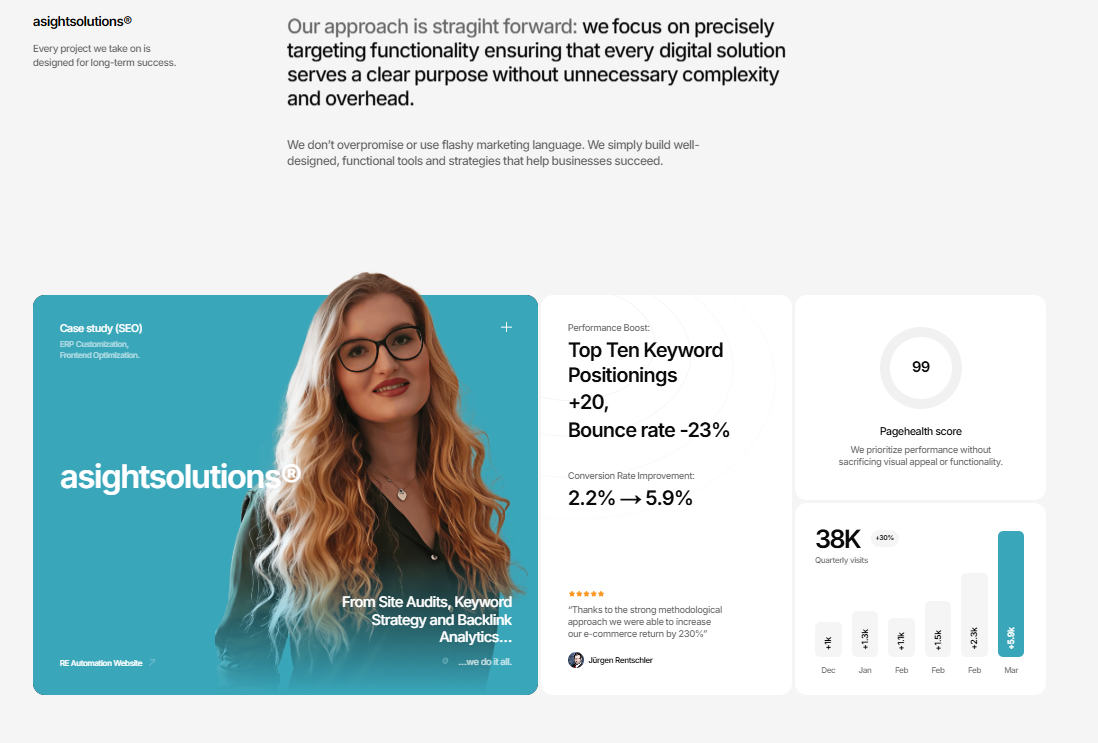 asightsolutions®
Every project we take on is
designed for long-term success.
Our approach is stragiht forward: we focus on precisely
targeting functionality ensuring that every digital solution
serves a clear purpose without unnecessary complexity
and overhead.
We don't overpromise or use flashy marketing language. We simply build well-
designed, functional tools and strategies that help businesses succeed.
Case study (SEO)
ERP Customization,
Frontend Optimization.
asightsolutions®
From Site Audits, Keyword
Strategy and Backlink
Analytics...
...we do it all.
RE Automation Website
Performance Boost:
Top Ten Keyword
Positionings
+20,
Bounce rate -23%
Conversion Rate Improvement:
2.2% → 5.9%
“Thanks to the strong methodological
approach we were able to increase
our e-commerce return by 230%”
Jürgen Rentschler
99
Pagehealth score
We prioritize performance without
sacrificing visual appeal or functionality.
38K +30%
Quarterly visits
+1k +1.3k +1.1k +1.5k +2.3k +5.9k
Dec Jan Feb Feb Feb Mar